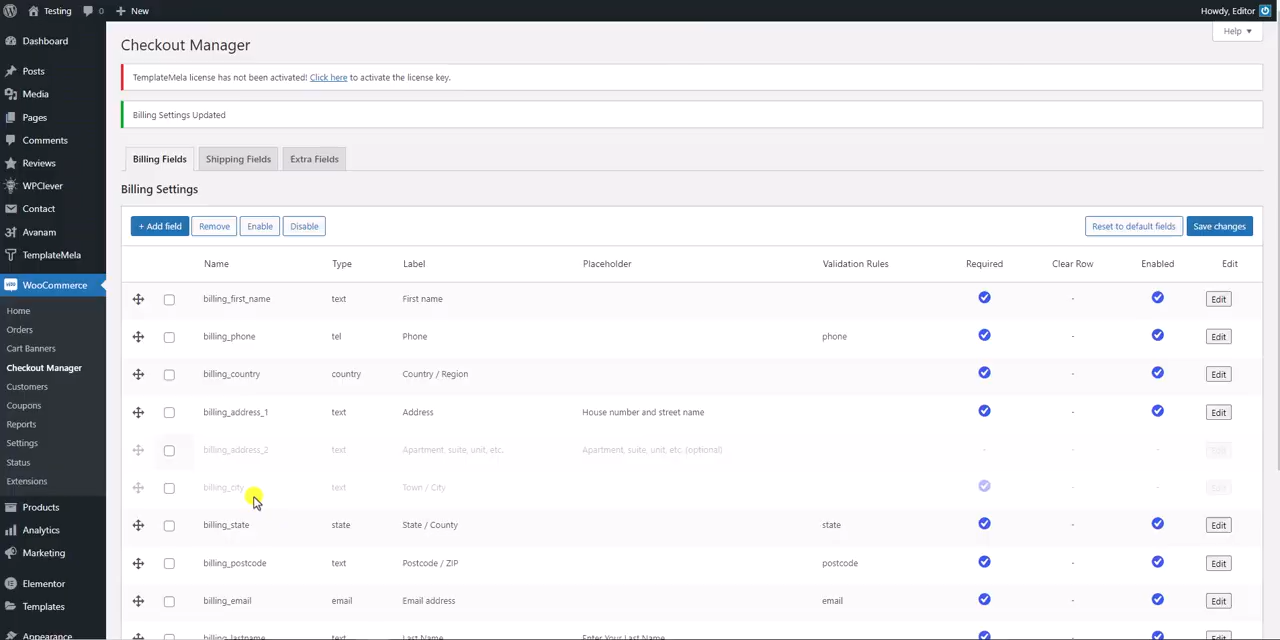 Testing 0 New Howdy, Editor
Help ▼
Dashboard
Posts
Media
Pages
Comments
Reviews
WPClever
Contact
Avanam
TemplateMela
WooCommerce
Home
Orders
Cart Banners
Checkout Manager
Customers
Coupons
Reports
Settings
Status
Extensions
Products
Analytics
Marketing
Elementor
Templates
Appearance
Checkout Manager
TemplateMela license has not been activated! Click here to activate the license key.
Billing Settings Updated
Billing Fields Shipping Fields Extra Fields
Billing Settings
+ Add field Remove Enable Disable Reset to default fields Save changes
Name Type Label Placeholder Validation Rules Required Clear Row Enabled Edit
billing_first_name text First name - Edit
billing_phone tel Phone phone - Edit
billing_country country Country / Region - Edit
billing_address_1 text Address House number and street name - Edit
billing_address_2 text Apartment, suite, unit, etc. Apartment, suite, unit, etc. (optional) - - - Edit
billing_city text Town / City - - Edit
billing_state state State / County state - Edit
billing_postcode text Postcode / ZIP postcode - Edit
billing_email email Email address email - Edit
billing_lastname text Last Name Enter Your Last Name - Edit